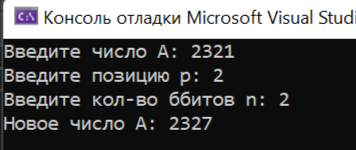 Консоль отладки Microsoft Visual Studi
Введите число A: 2321
Введите позицию p: 2
Введите кол-во ббитов n: 2
Новое число A: 2327